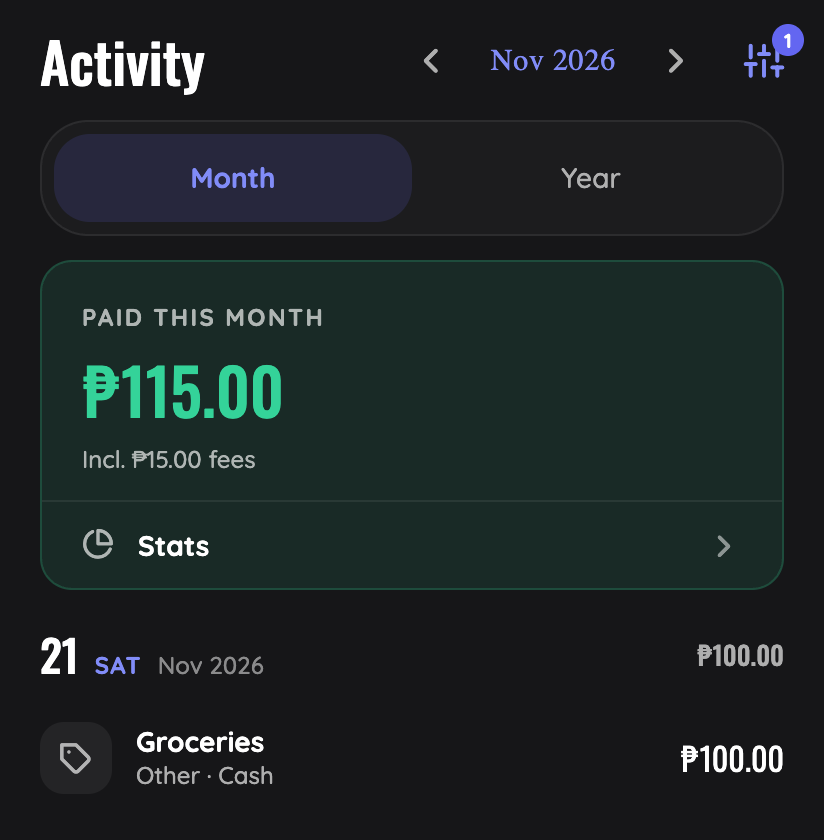 Activity
Nov 2026
1
Month
Year
PAID THIS MONTH
₱115.00
Incl. ₱15.00 fees
Stats
21 SAT Nov 2026
₱100.00
Groceries
Other · Cash
₱100.00